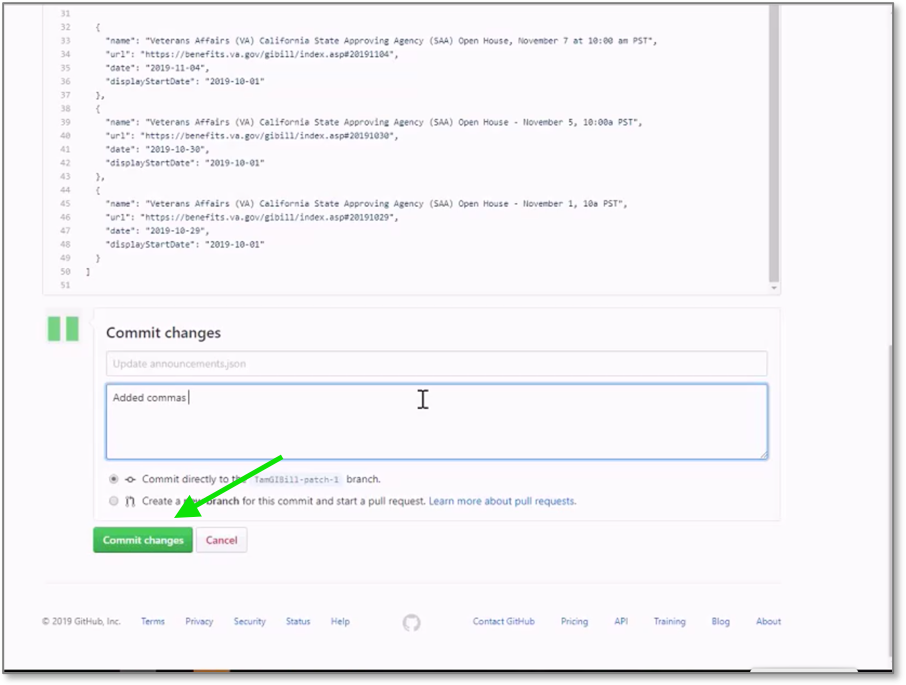 31
32 {
33 "name": "Veterans Affairs (VA) California State Approving Agency (SAA) Open House, November 7 at 10:00 am PST",
34 "url": "https://benefits.va.gov/gibill/index.asp#20191104",
35 "date": "2019-11-04",
36 "displayStartDate": "2019-10-01"
37 },
38 {
39 "name": "Veterans Affairs (VA) California State Approving Agency (SAA) Open House - November 5, 10:00a PST",
40 "url": "https://benefits.va.gov/gibill/index.asp#20191030",
41 "date": "2019-10-30",
42 "displayStartDate": "2019-10-01"
43 },
44 {
45 "name": "Veterans Affairs (VA) California State Approving Agency (SAA) Open House - November 1, 10a PST",
46 "url": "https://benefits.va.gov/gibill/index.asp#20191029",
47 "date": "2019-10-29",
48 "displayStartDate": "2019-10-01"
49 }
50 ]
51
Commit changes
Update announcements.json
Added commas
Commit directly to the TamGIBill-patch-1 branch.
Create a new branch for this commit and start a pull request. Learn more about pull requests.
Commit changes Cancel
© 2019 GitHub, Inc. Terms Privacy Security Status Help Contact GitHub Pricing API Training Blog About